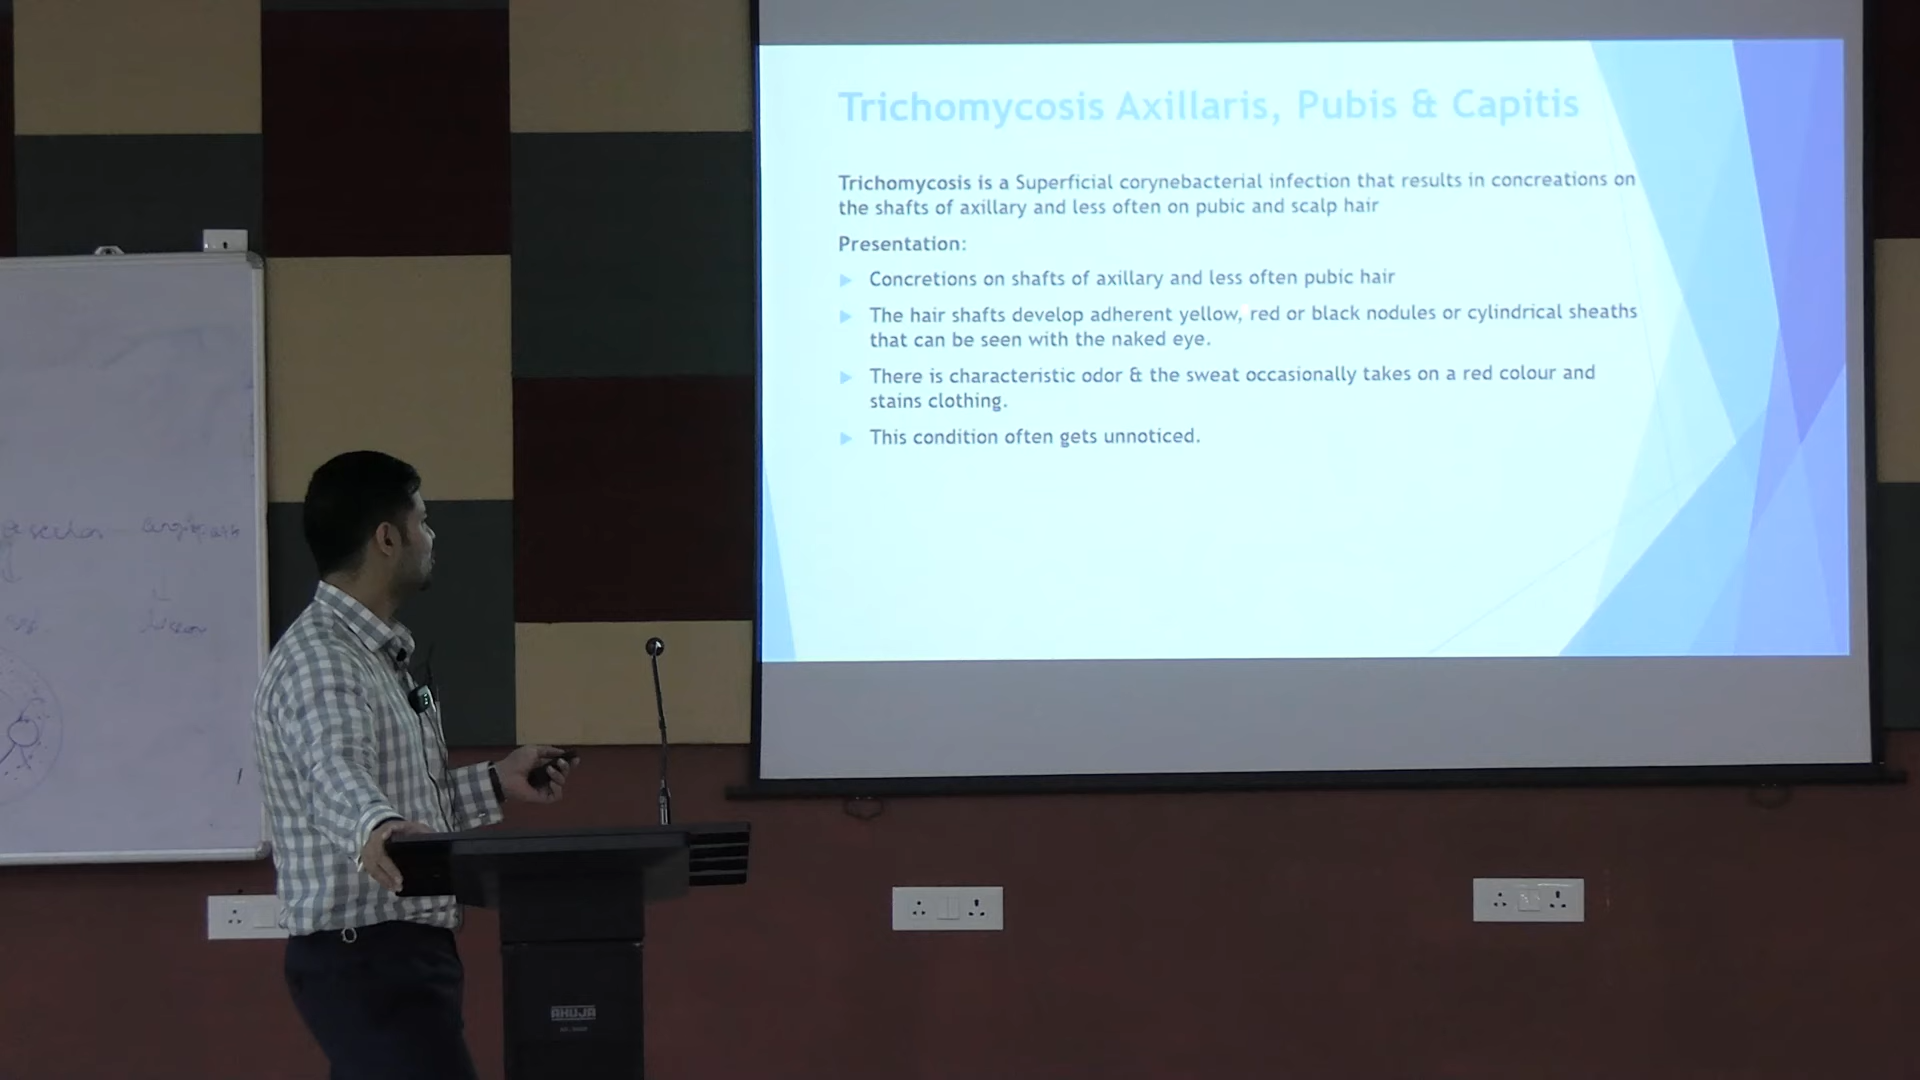 Trichomycosis Axillaris, Pubis & Capitis
Trichomycosis is a Superficial corynebacterial infection that results in concreations on
the shafts of axillary and less often on pubic and scalp hair
Presentation:
Concretions on shafts of axillary and less often pubic hair
The hair shafts develop adherent yellow, red or black nodules or cylindrical sheaths
that can be seen with the naked eye.
There is characteristic odor & the sweat occasionally takes on a red colour and
stains clothing.
This condition often gets unnoticed.
AHUJA